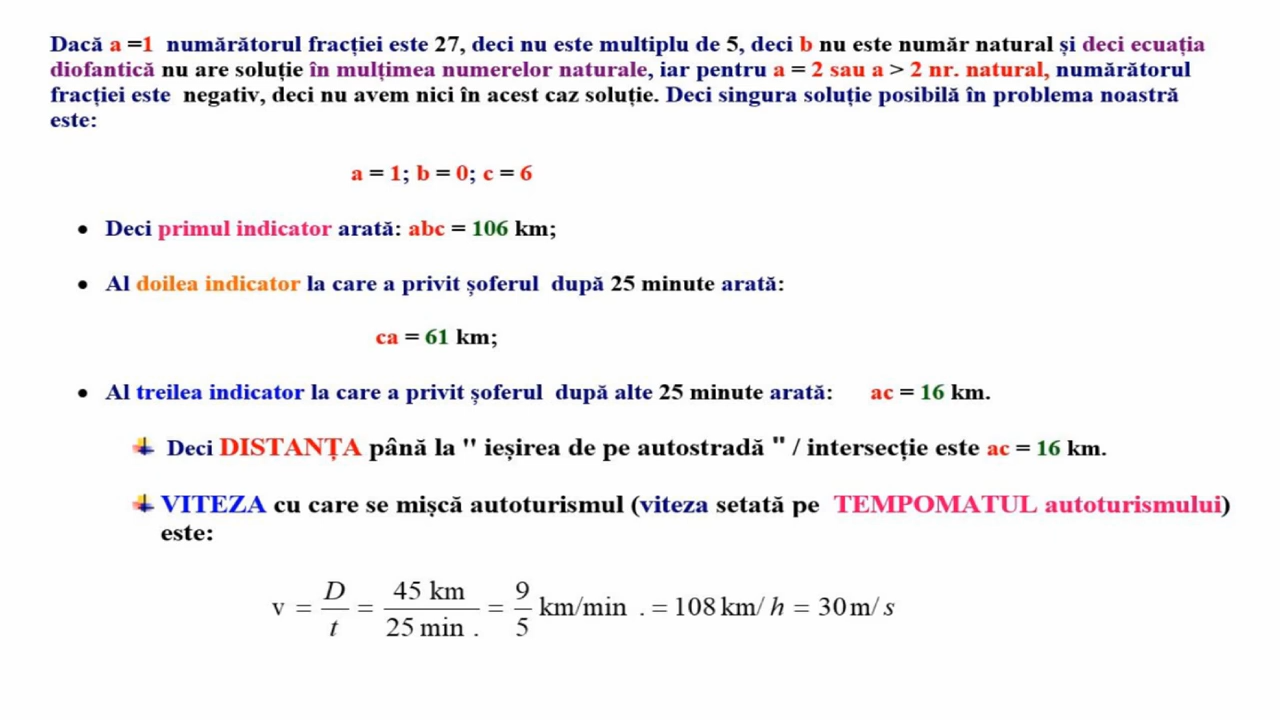 Dacă a =1 numărătorul fracției este 27, deci nu este multiplu de 5, deci b nu este număr natural și deci ecuația
diofantică nu are soluție în mulțimea numerelor naturale, iar pentru a = 2 sau a > 2 nr. natural, numărătorul
fracției este negativ, deci nu avem nici în acest caz soluție. Deci singura soluție posibilă în problema noastră
este:
a = 1; b = 0; c = 6
• Deci primul indicator arată: abc = 106 km;
• Al doilea indicator la care a privit șoferul după 25 minute arată:
ca = 61 km;
• Al treilea indicator la care a privit șoferul după alte 25 minute arată: ac = 16 km.
Deci DISTANȚA până la " ieșirea de pe autostradă " / intersecție este ac = 16 km.
VITEZA cu care se mișcă autoturismul (viteza setată pe TEMPOMATUL autoturismului)
este:
v = D/t = 45 km/25 min . = 9/5 km/min . = 108 km/ h = 30 m/ s